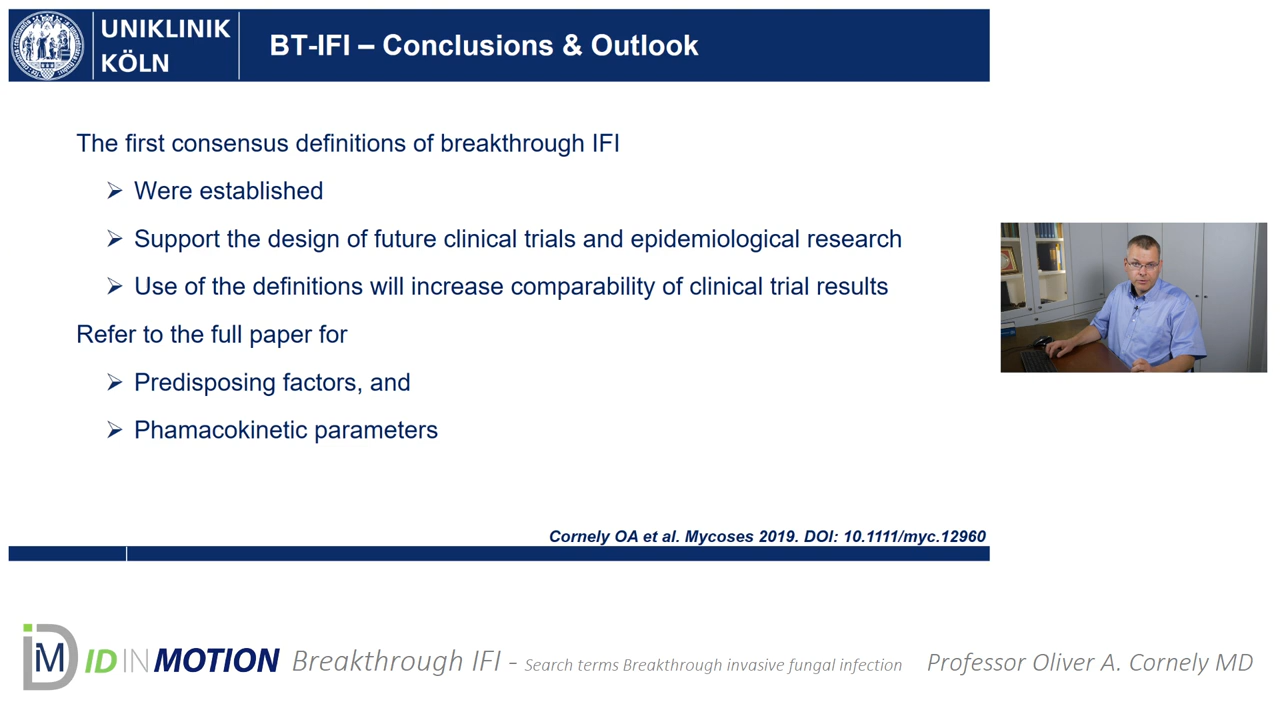 UNIKLINIK
KÖLN
BT-IFI – Conclusions & Outlook
The first consensus definitions of breakthrough IFI
Were established
Support the design of future clinical trials and epidemiological research
Use of the definitions will increase comparability of clinical trial results
Refer to the full paper for
Predisposing factors, and
Phamacokinetic parameters
Cornely OA et al. Mycoses 2019. DOI: 10.1111/myc.12960
iDM ID IN MOTION Breakthrough IFI - Search terms Breakthrough invasive fungal infection Professor Oliver A. Cornely MD